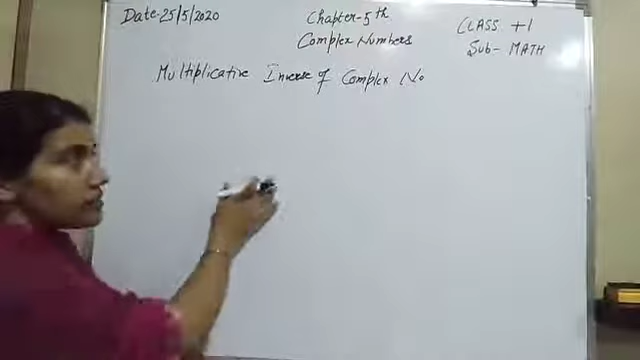 Date-25/5/2020
Chapter-5th
Complex Numbers
CLASS +1
Sub- MATH
Multiplicative Inverse of Complex No